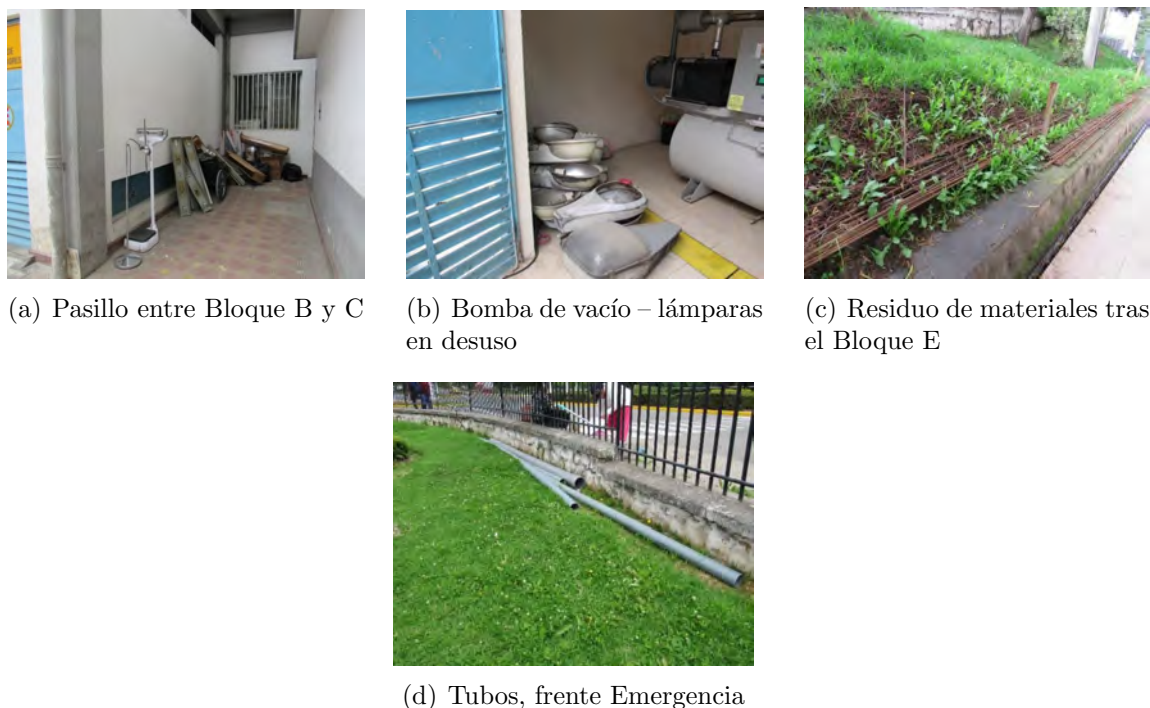 (a) Pasillo entre Bloque B y C
(b) Bomba de vacío – lámparas
en desuso
(c) Residuo de materiales tras
el Bloque E
(d) Tubos, frente Emergencia